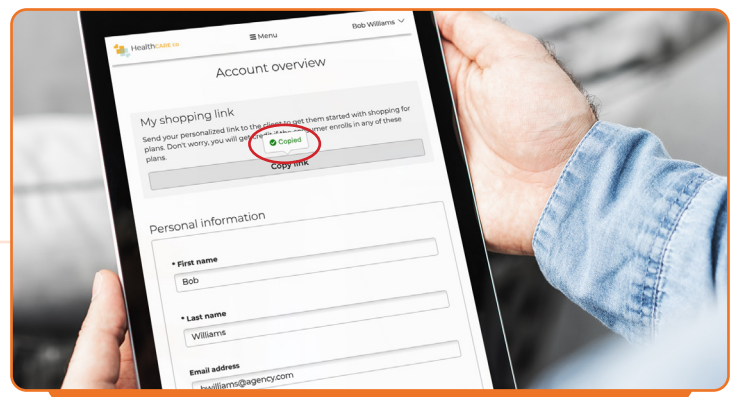 HealthCARE.co
Menu
Bob Williams
Account overview
My shopping link
Send your personalized link to the client to get them started with shopping for
plans. Don't worry, you will get credit if the consumer enrolls in any of these
plans.
Copied
Copy link
Personal information
* First name
Bob
* Last name
Williams
Email address
bwilliams@agency.com